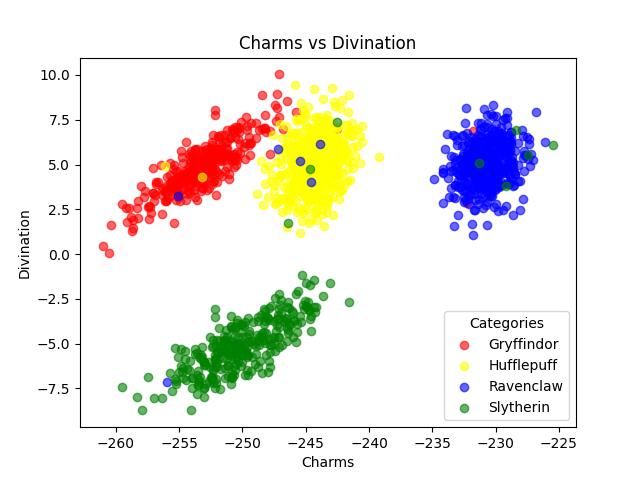 Charms vs Divination
10.0
7.5
5.0
2.5
0.0
−2.5
−5.0
−7.5
Divination
Categories
Gryffindor
Hufflepuff
Ravenclaw
Slytherin
−260 −255 −250 −245 −240 −235 −230 −225
Charms